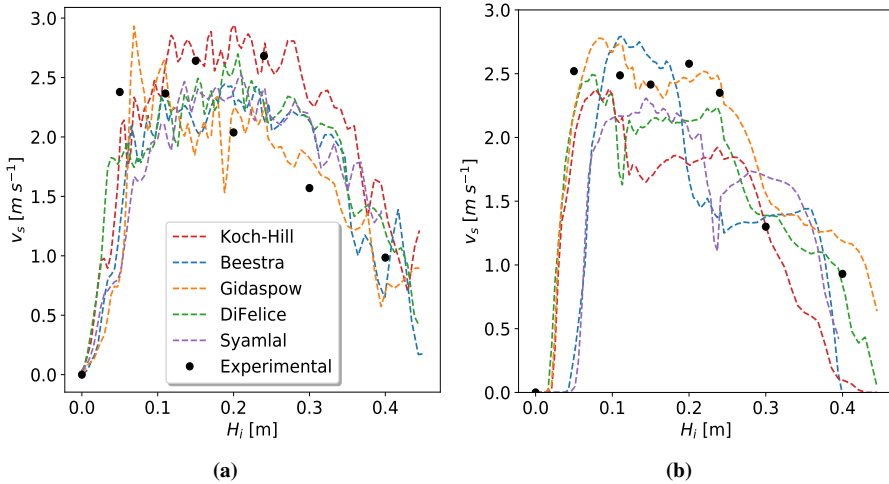 (a)
3.0
2.5
2.0
1.5
1.0
0.5
0.0
v_s [m s⁻¹]
Koch-Hill
Beestra
Gidaspow
DiFelice
Syamlal
Experimental
0.0 0.1 0.2 0.3 0.4
H_i [m]
(a)
(b)
3.0
2.5
2.0
1.5
1.0
0.5
0.0
v_s [m s⁻¹]
0.0 0.1 0.2 0.3 0.4
H_i [m]
(b)